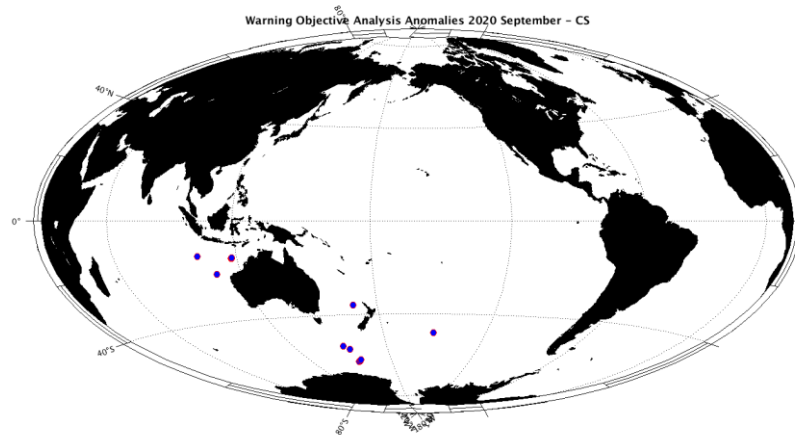 Warning Objective Analysis Anomalies 2020 September – CS
80°
40°N
0°
40°S
80°S